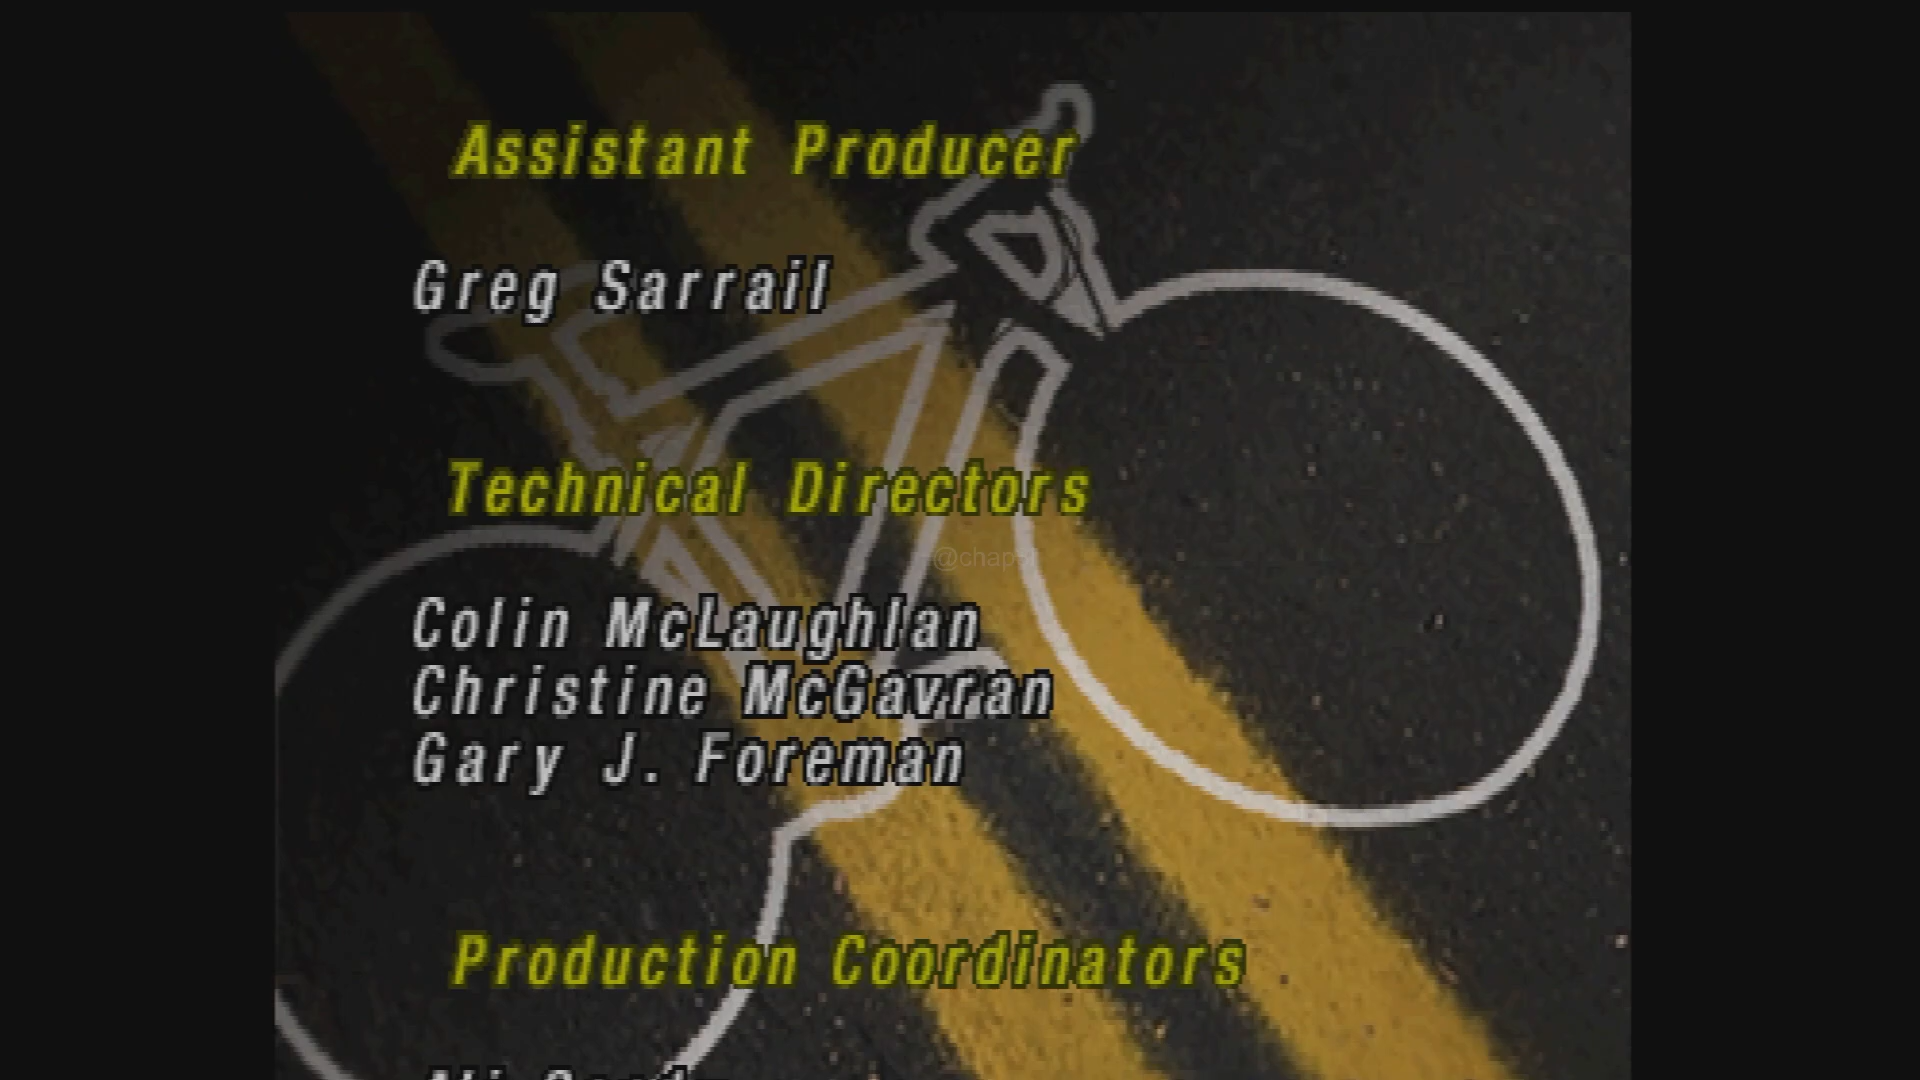 Assistant Producer
Greg Sarrail
Technical Directors
Colin McLaughlan
Christine McGavran
Gary J. Foreman
Production Coordinators